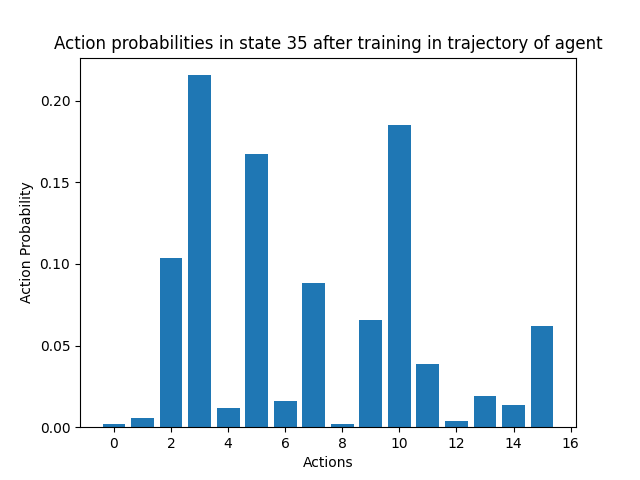 Action probabilities in state 35 after training in trajectory of agent
0.20
0.15
0.10
0.05
0.00
Action Probability
0 2 4 6 8 10 12 14 16
Actions